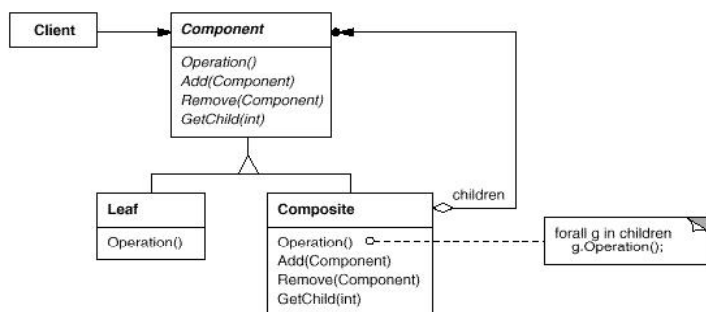 Client
Component
Operation()
Add(Component)
Remove(Component)
GetChild(int)
children
Leaf
Operation()
Composite
Operation()
Add(Component)
Remove(Component)
GetChild(int)
forall g in children
g.Operation();